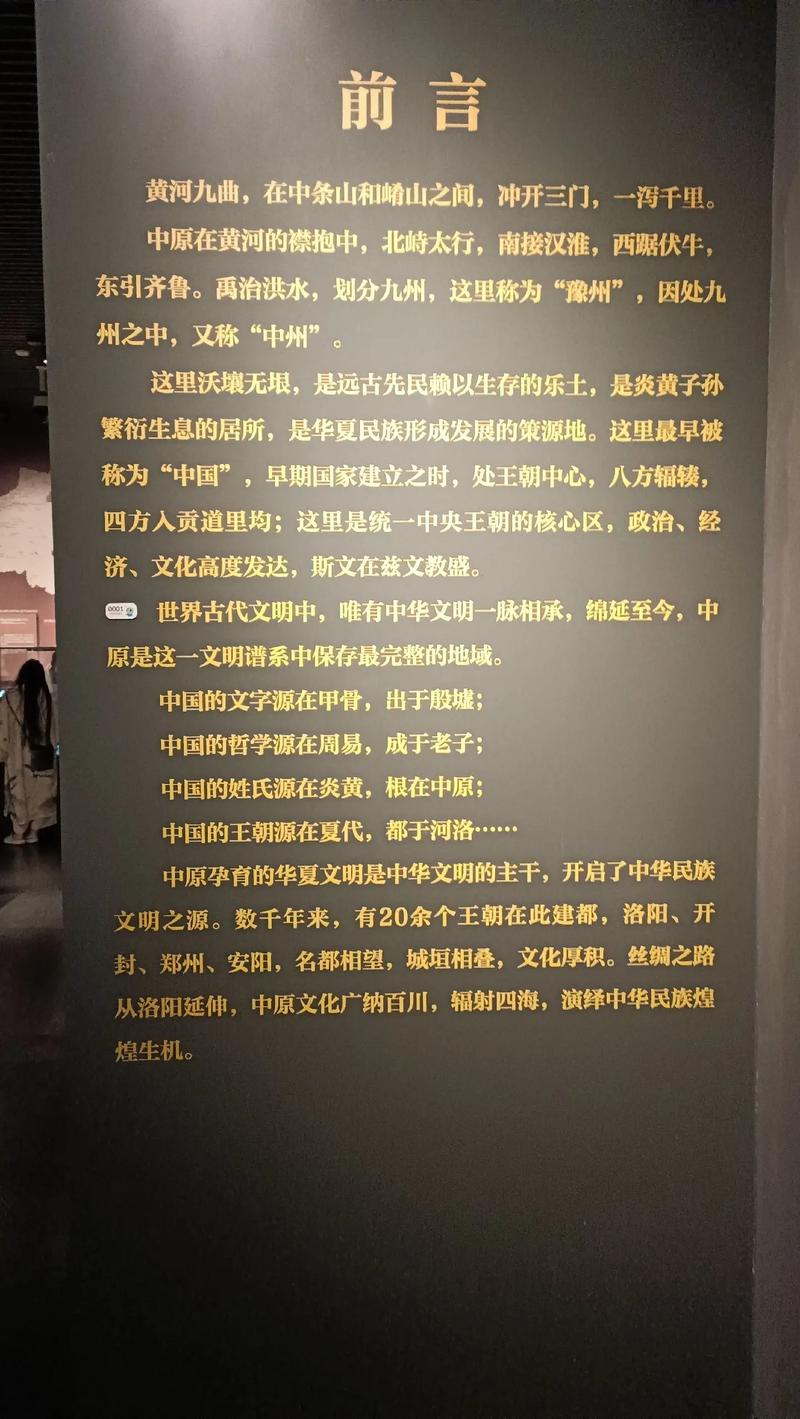 前言
黄河九曲，在中条山和崤山之间，冲开三门，一泻千里。
中原在黄河的襟抱中，北峙太行，南接汉淮，西踞伏牛，
东引齐鲁。禹治洪水，划分九州，这里称为“豫州”，因处九
州之中，又称“中州”。
这里沃壤无垠，是远古先民赖以生存的乐土，是炎黄子孙
繁衍生息的居所，是华夏民族形成发展的策源地。这里最早被
称为“中国”，早期国家建立之时，处王朝中心，八方辐辏，
四方入贡道里均；这里是统一中央王朝的核心区，政治、经
济、文化高度发达，斯文在兹文教盛。
0001
世界古代文明中，唯有中华文明一脉相承，绵延至今，中
原是这一文明谱系中保存最完整的地域。
中国的文字源在甲骨，出于殷墟；
中国的哲学源在周易，成于老子；
中国的姓氏源在炎黄，根在中原；
中国的王朝源在夏代，都于河洛……
中原孕育的华夏文明是中华文明的主干，开启了中华民族
文明之源。数千年来，有20余个王朝在此建都，洛阳、开
封、郑州、安阳，名都相望，城垣相叠，文化厚积。丝绸之路
从洛阳延伸，中原文化广纳百川，辐射四海，演绎中华民族煌
煌生机。